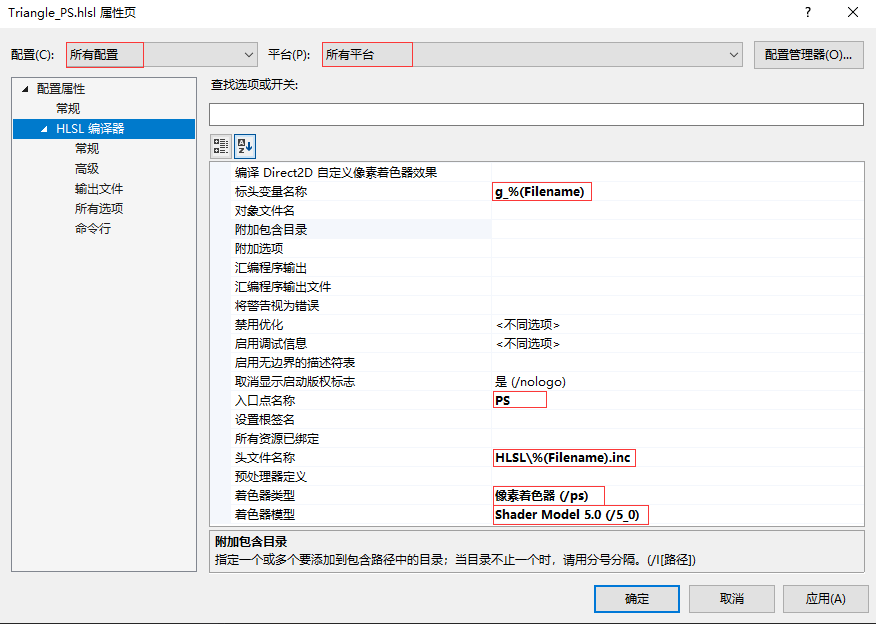 Triangle_PS.hlsl 属性页
配置(C): 所有配置 平台(P): 所有平台 配置管理器(O)...
配置属性
常规
HLSL 编译器
常规
高级
输出文件
所有选项
命令行
查找选项或开关:
编译 Direct2D 自定义像素着色器效果
标头变量名称 g_%(Filename)
对象文件名
附加包含目录
附加选项
汇编程序输出
汇编程序输出文件
将警告视为错误
禁用优化 <不同选项>
启用调试信息 <不同选项>
启用无边界的描述符表
取消显示启动版权标志 是 (/nologo)
入口点名称 PS
设置根签名
所有资源已绑定
头文件名称 HLSL\%(Filename).inc
预处理器定义
着色器类型 像素着色器 (/ps)
着色器模型 Shader Model 5.0 (/5_0)
附加包含目录
指定一个或多个要添加到包含路径中的目录；当目录不止一个时，请用分号分隔。(/I[路径])
确定 取消 应用(A)